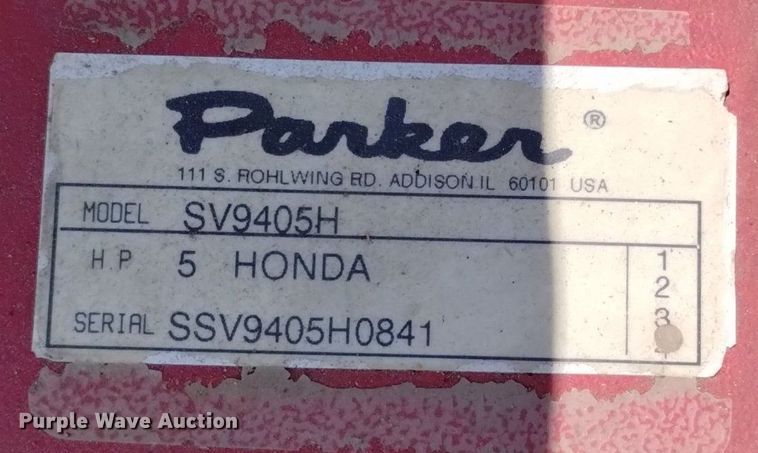 Parker ®
111 S. ROHLWING RD. ADDISON IL 60101 USA
MODEL SV9405H
H.P 5 HONDA 1
2
SERIAL SSV9405H0841 3
Purple Wave Auction